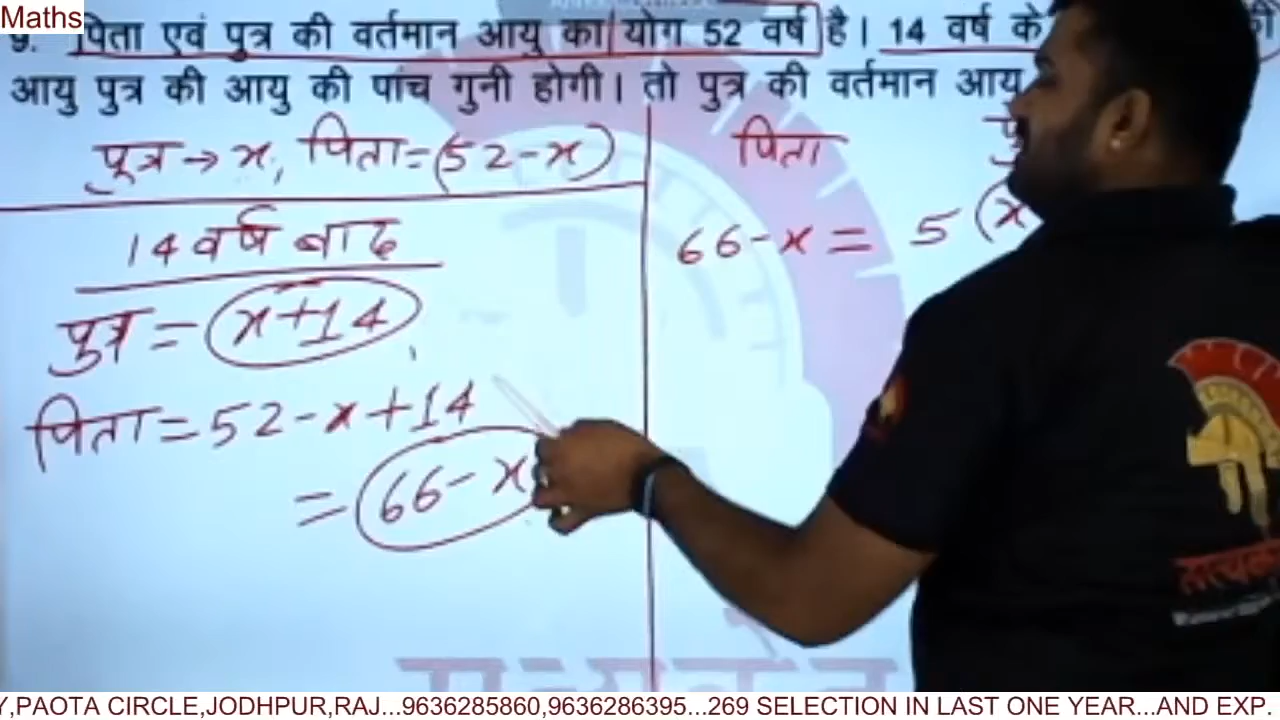 Maths
9. पिता एवं पुत्र की वर्तमान आयु का योग 52 वर्ष है। 14 वर्ष के की
आयु पुत्र की आयु की पांच गुनी होगी। तो पुत्र की वर्तमान आयु
पुत्र → x, पिता = (52 - x)
14 वर्ष बाद
पुत्र = x + 14
पिता = 52 - x + 14
= 66 - x
पिता
66 - x = 5 (x
Y,PAOTA CIRCLE,JODHPUR,RAJ...9636285860,9636286395...269 SELECTION IN LAST ONE YEAR...AND EXP.